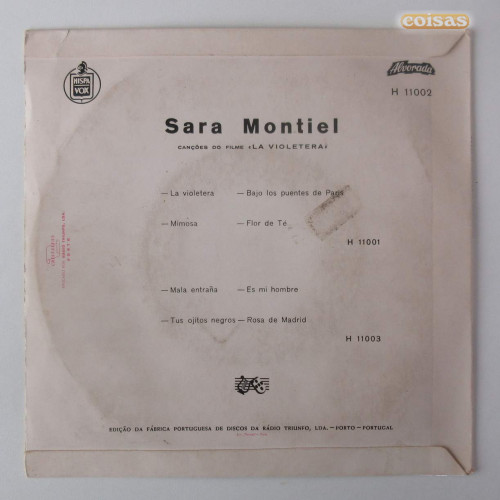 coisas
HISPA
VOX
Alvorada
H 11002
Sara Montiel
CANÇÕES DO FILME «LA VIOLETERA»
— La violetera — Bajo los puentes de París
— Mimosa — Flor de Té
H 11001
— Mala entraña — Es mi hombre
— Tus ojitos negros — Rosa de Madrid
H 11003
EDIÇÃO DA FÁBRICA PORTUGUESA DE DISCOS DA RÁDIO TRIUNFO, LDA. — PORTO - PORTUGAL